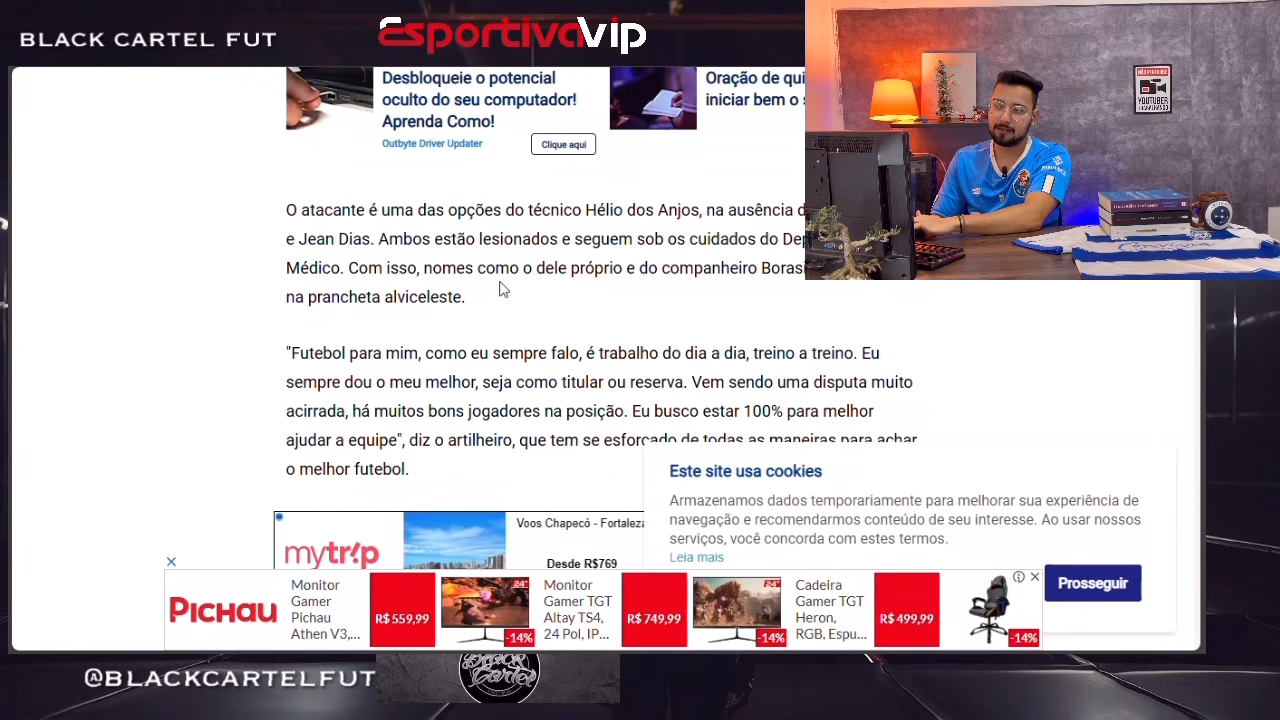 BLACK CARTEL FUT
EsportivaVip
Desbloqueie o potencial
oculto do seu computador!
Aprenda Como!
Outbyte Driver Updater
Clique aqui
Oração de
iniciar bem o
NÃO PERTURBE
YOUTUBER
TRABALHANDO
O atacante é uma das opções do técnico Hélio dos Anjos, na ausência
e Jean Dias. Ambos estão lesionados e seguem sob os cuidados do
Médico. Com isso, nomes como o dele próprio e do companheiro
na prancheta alviceleste.
"Futebol para mim, como eu sempre falo, é trabalho do dia a dia, treino a treino. Eu
sempre dou o meu melhor, seja como titular ou reserva. Vem sendo uma disputa muito
acirrada, há muitos bons jogadores na posição. Eu busco estar 100% para melhor
ajudar a equipe", diz o artilheiro, que tem se esforçado de todas as maneiras para achar
o melhor futebol.
Este site usa cookies
Armazenamos dados temporariamente para melhorar sua experiência de
navegação e recomendarmos conteúdo de seu interesse. Ao usar nossos
serviços, você concorda com estes termos.
Leia mais
Prosseguir
mytrip
Voos Chapecó - Fortaleza
Desde R$769
PICHAU
Monitor
Gamer
Pichau
Athen V3,...
R$ 559,99
24"
-14%
Monitor
Gamer TGT
Altay TS4,
24 Pol, IP...
R$ 749,99
24"
-14%
Cadeira
Gamer TGT
Heron,
RGB, Espu...
R$ 499,99
-14%
@BLACKCARTELFUT
Black
Cartel